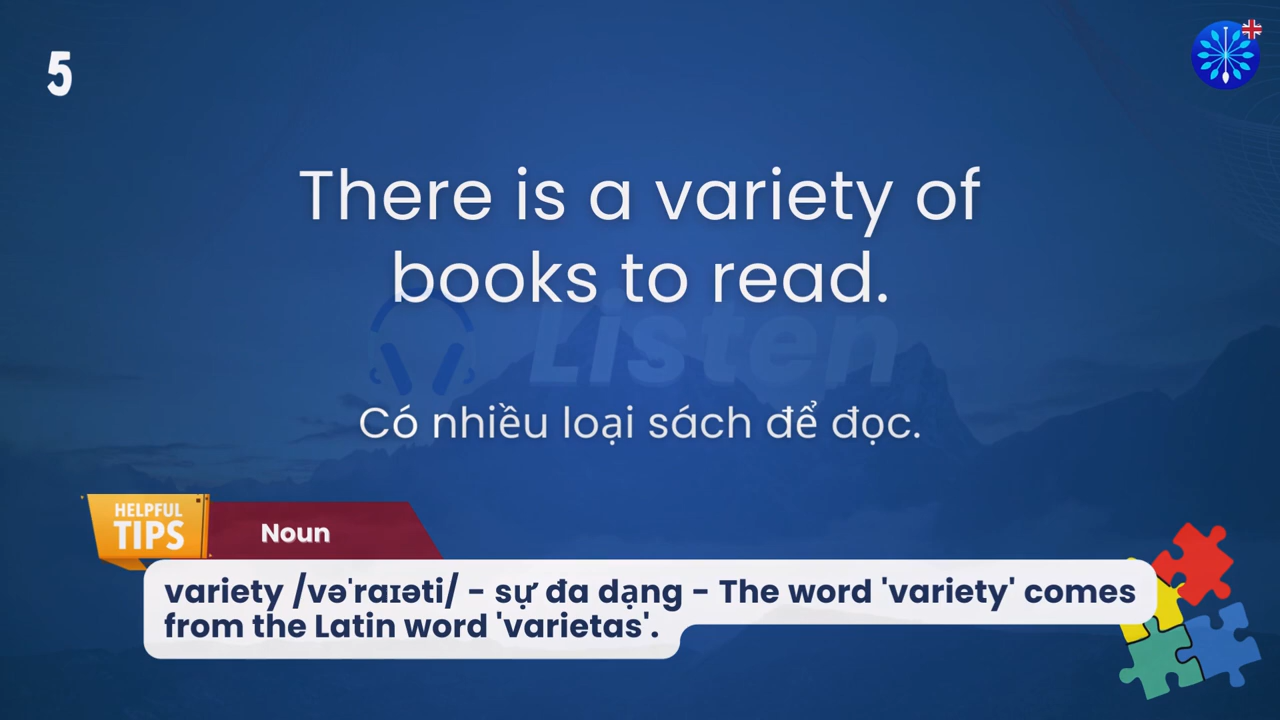 5
There is a variety of
books to read.
Listen
Có nhiều loại sách để đọc.
HELPFUL
TIPS
Noun
variety /vəˈraɪəti/ - sự đa dạng - The word 'variety' comes
from the Latin word 'varietas'.